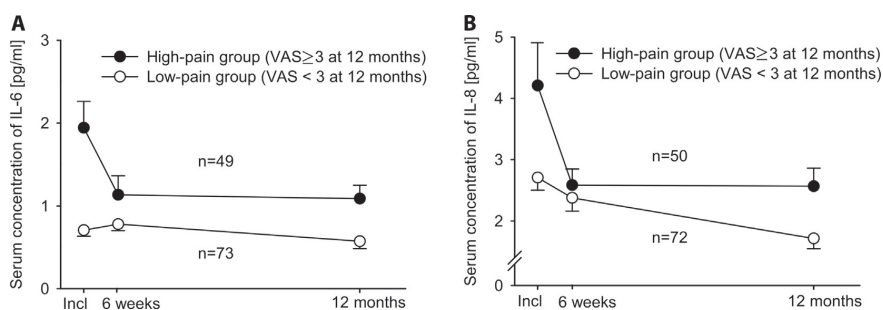 A
Serum concentration of IL-6 [pg/ml]
3
2
1
0
High-pain group (VAS≥3 at 12 months)
Low-pain group (VAS < 3 at 12 months)
n=49
n=73
Incl 6 weeks 12 months
B
Serum concentration of IL-8 [pg/ml]
5
4
3
2
0
High-pain group (VAS≥3 at 12 months)
Low-pain group (VAS < 3 at 12 months)
n=50
n=72
Incl 6 weeks 12 months